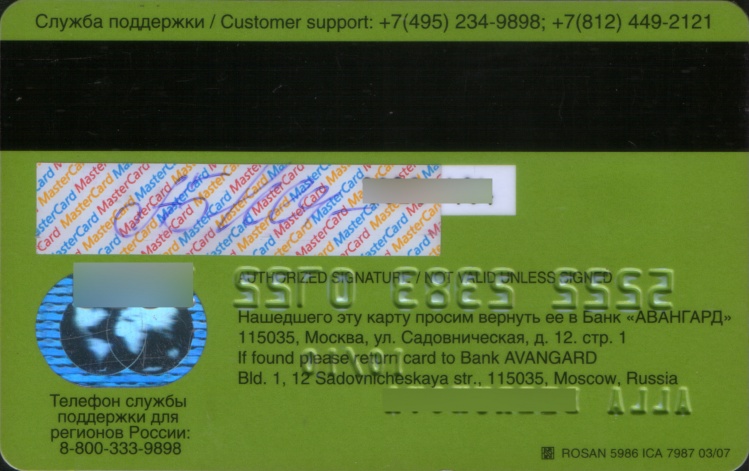 Служба поддержки / Customer support: +7(495) 234-9898; +7(812) 449-2121
MasterCard
AUTHORIZED SIGNATURE / NOT VALID UNLESS SIGNED
Нашедшего эту карту просим вернуть ее в Банк «АВАНГАРД»
115035, Москва, ул. Садовническая, д. 12. стр. 1
If found please return card to Bank AVANGARD
Bld. 1, 12 Sadovnicheskaya str., 115035, Moscow, Russia
Телефон службы
поддержки для
регионов России:
8-800-333-9898
ROSAN 5986 ICA 7987 03/07